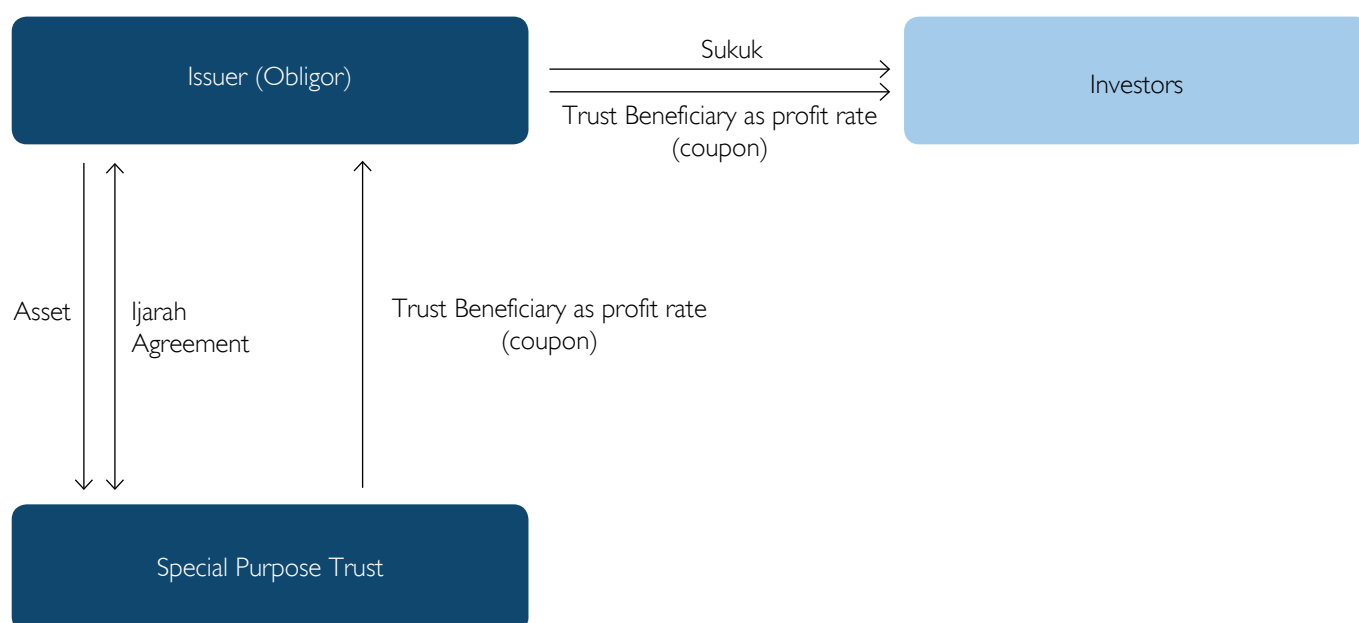 Issuer (Obligor)
Sukuk
Trust Beneficiary as profit rate
(coupon)
Investors
Asset
Ijarah
Agreement
Trust Beneficiary as profit rate
(coupon)
Special Purpose Trust